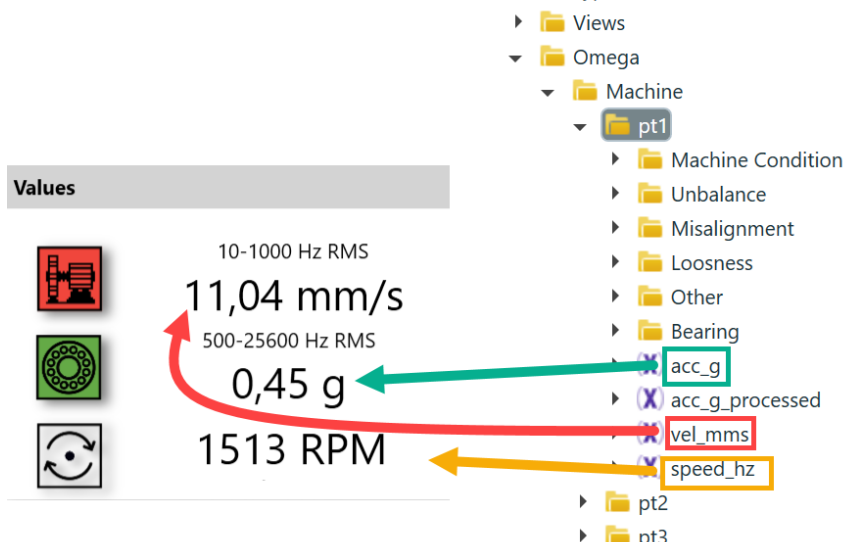 Values
10-1000 Hz RMS
11,04 mm/s
500-25600 Hz RMS
0,45 g
1513 RPM
Views
Omega
Machine
pt1
Machine Condition
Unbalance
Misalignment
Loosness
Other
Bearing
(X) acc_g
(X) acc_g_processed
(X) vel_mms
(X) speed_hz
pt2
pt3